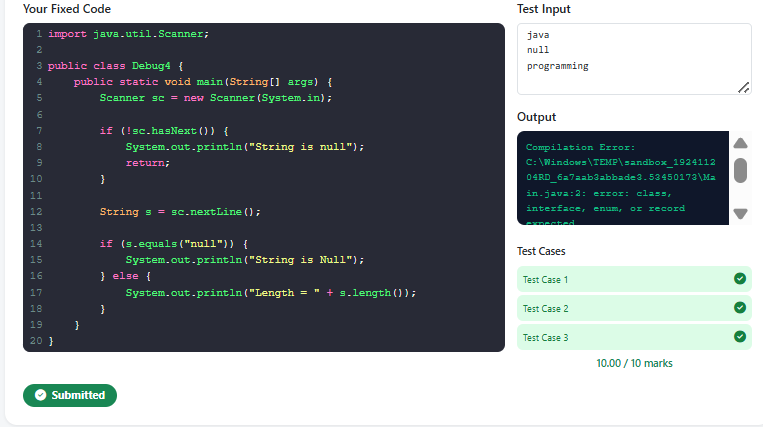 Your Fixed Code
1 import java.util.Scanner;
2
3 public class Debug4 {
4     public static void main(String[] args) {
5         Scanner sc = new Scanner(System.in);
6
7         if (!sc.hasNext()) {
8             System.out.println("String is null");
9             return;
10         }
11
12         String s = sc.nextLine();
13
14         if (s.equals("null")) {
15             System.out.println("String is Null");
16         } else {
17             System.out.println("Length = " + s.length());
18         }
19     }
20 }
Submitted
Test Input
java
null
programming
Output
Compilation Error:
C:\Windows\TEMP\sandbox_1924112
04RD_6a7aab3abbade3.53450173\Ma
in.java:2: error: class,
interface, enum, or record
expected
Test Cases
Test Case 1
Test Case 2
Test Case 3
10.00 / 10 marks